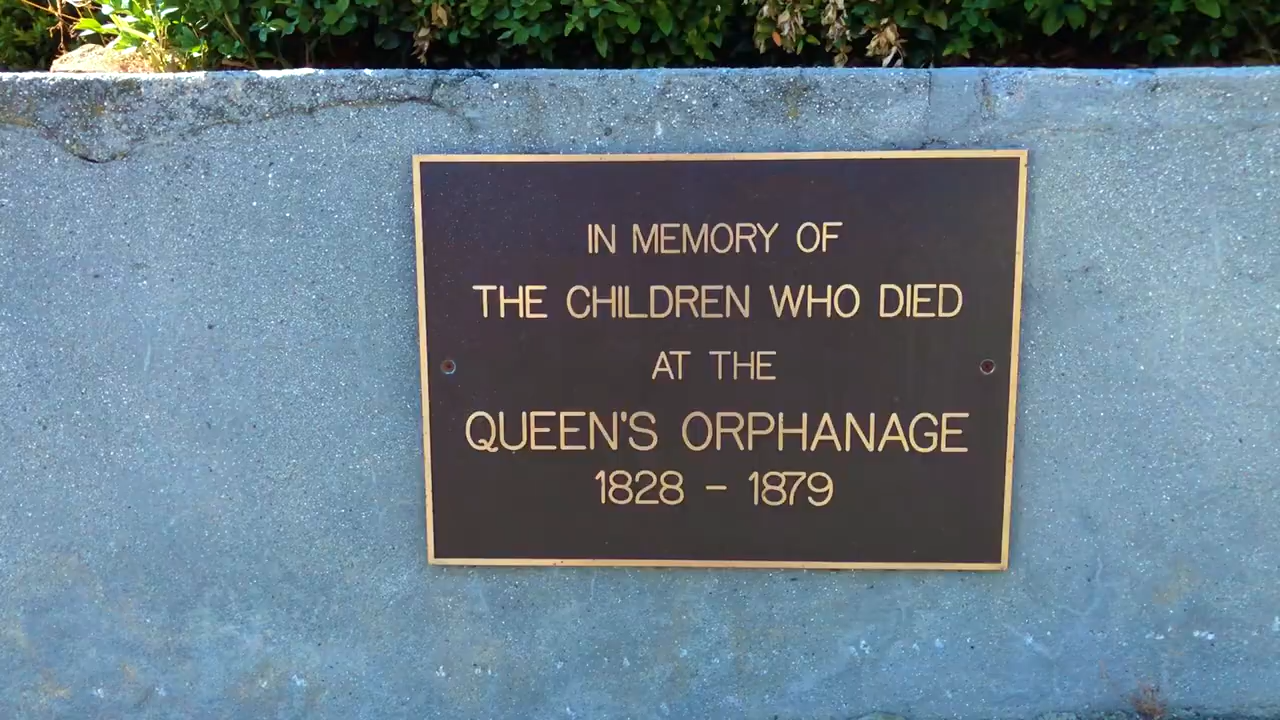 IN MEMORY OF
THE CHILDREN WHO DIED
AT THE
QUEEN'S ORPHANAGE
1828 – 1879